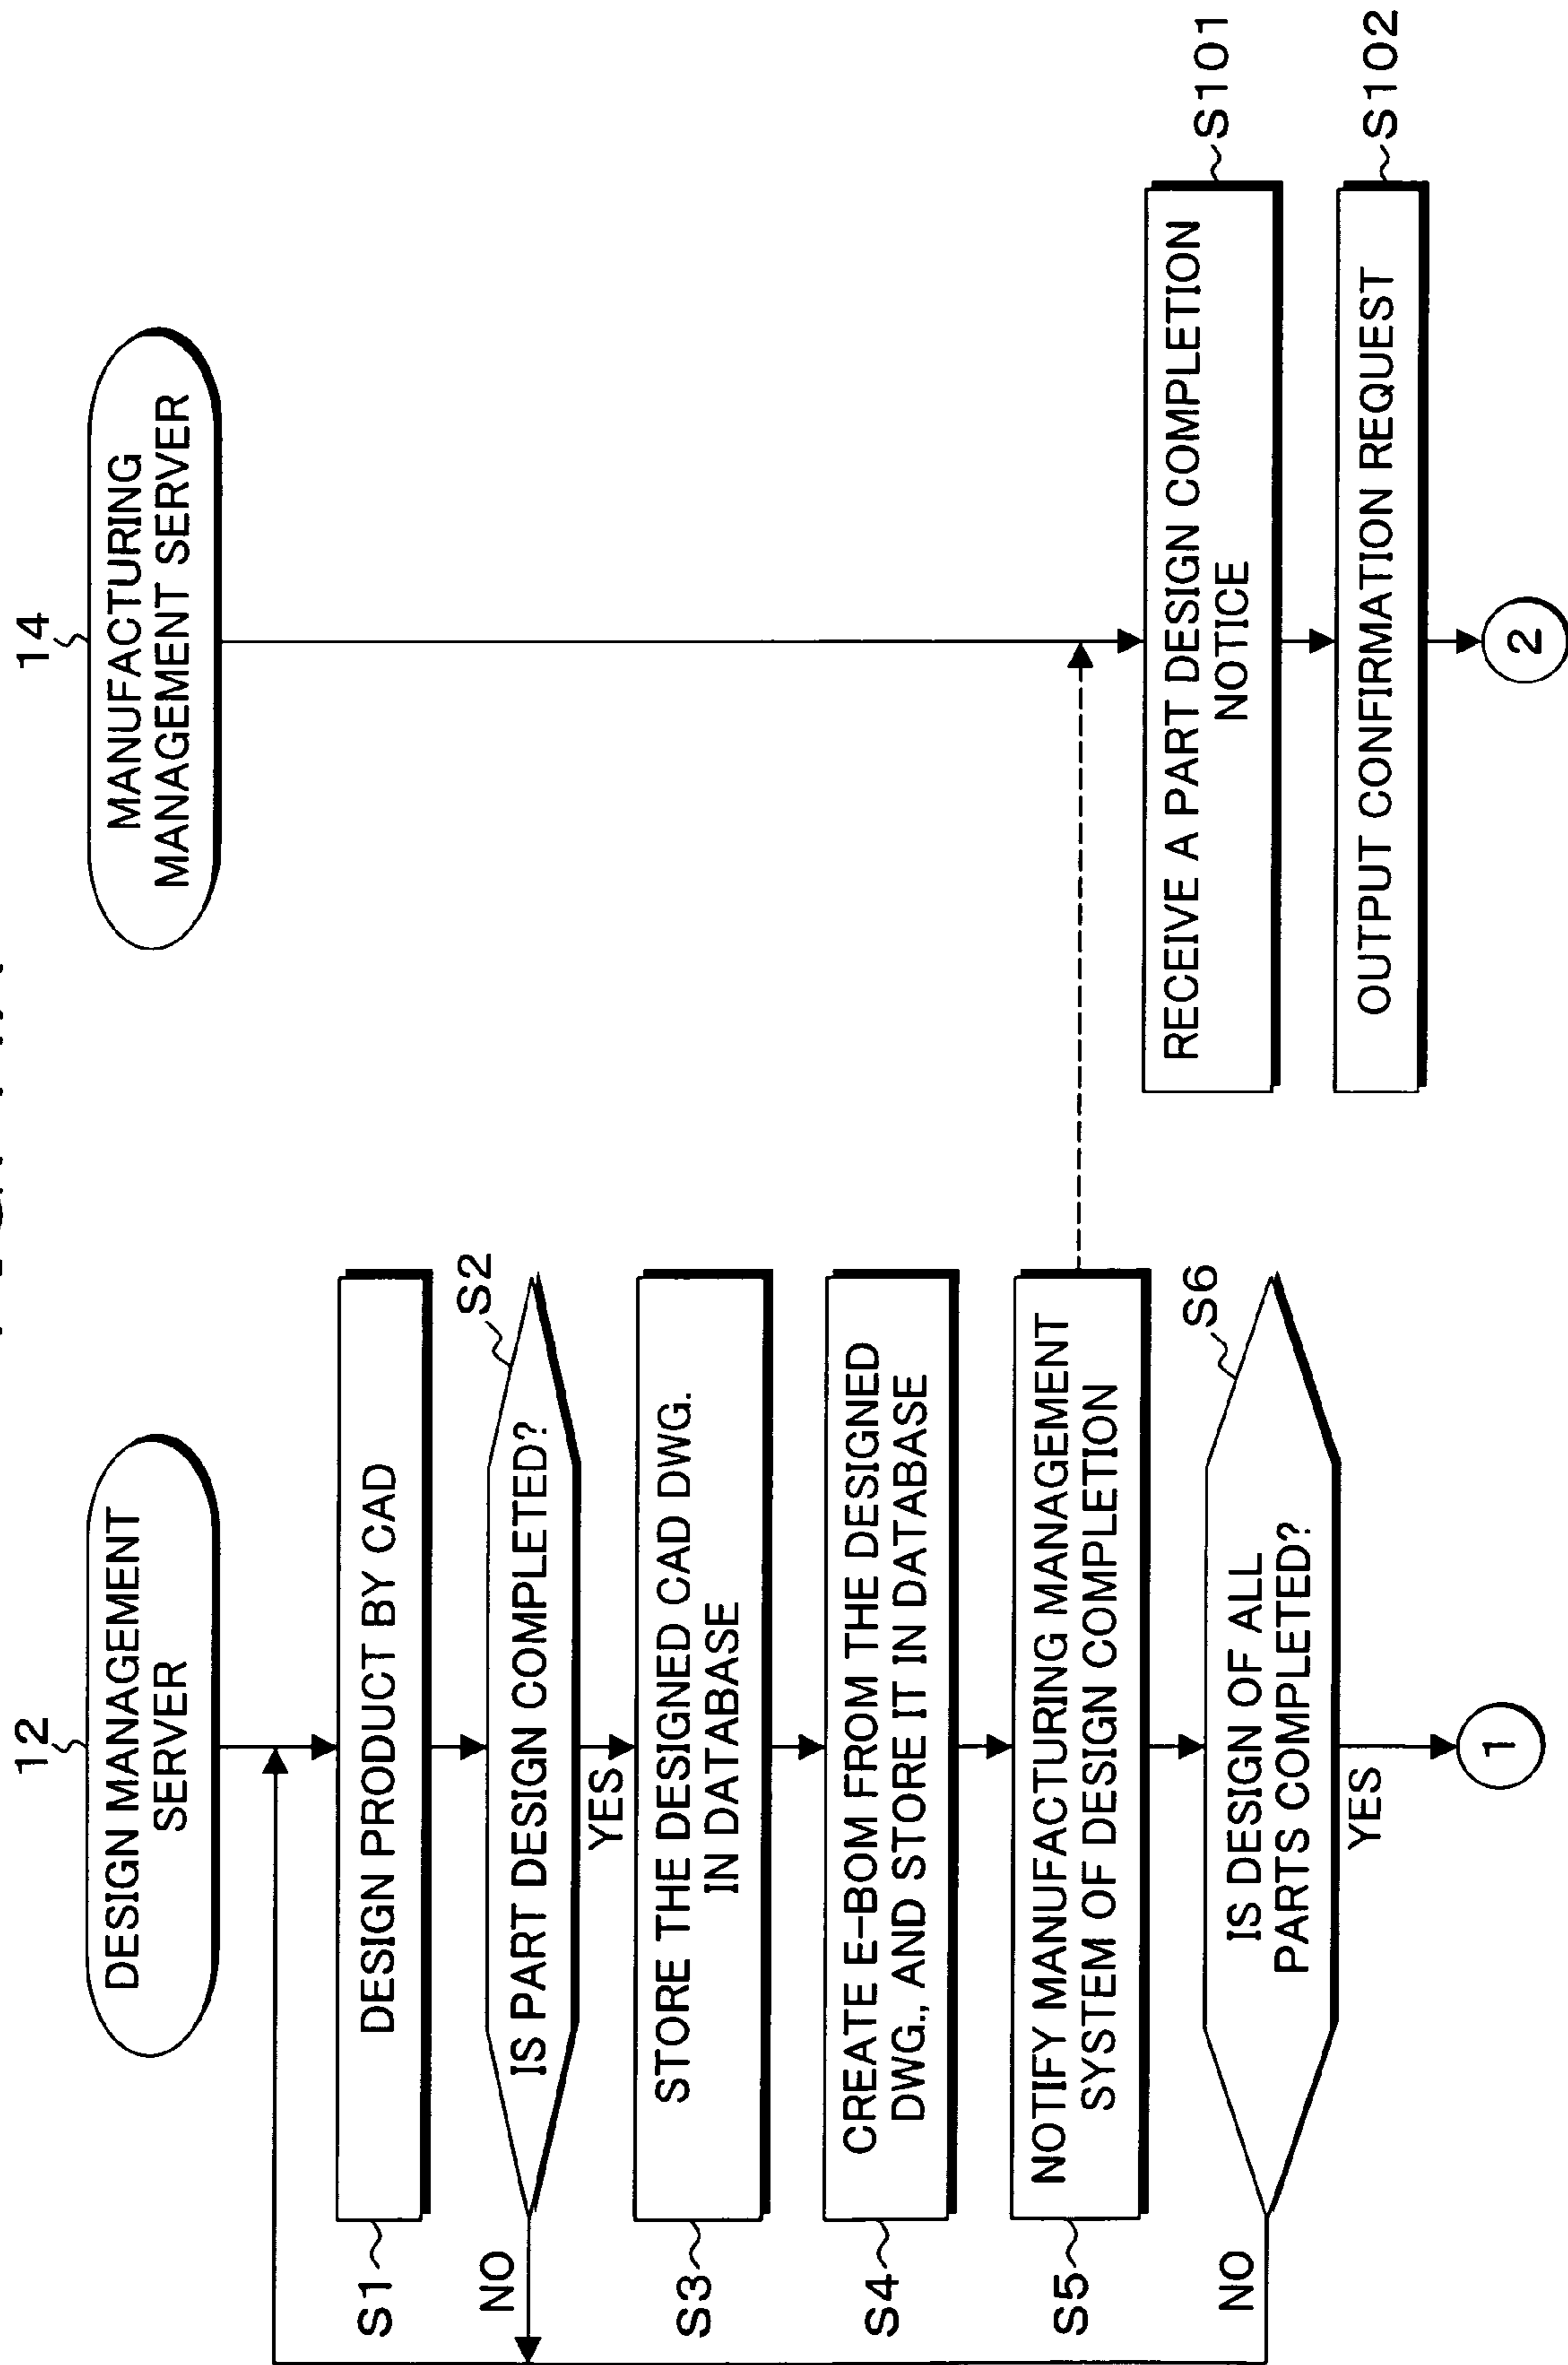 12
DESIGN MANAGEMENT
SERVER
S1
DESIGN PRODUCT BY CAD
S2
IS PART DESIGN COMPLETED?
NO
YES
S3
STORE THE DESIGNED CAD DWG.
IN DATABASE
S4
CREATE E-BOM FROM THE DESIGNED
DWG., AND STORE IT IN DATABASE
S5
NOTIFY MANUFACTURING MANAGEMENT
SYSTEM OF DESIGN COMPLETION
S6
IS DESIGN OF ALL
PARTS COMPLETED?
NO
YES
1
14
MANUFACTURING
MANAGEMENT SERVER
RECEIVE A PART DESIGN COMPLETION
NOTICE
S101
OUTPUT CONFIRMATION REQUEST
S102
2